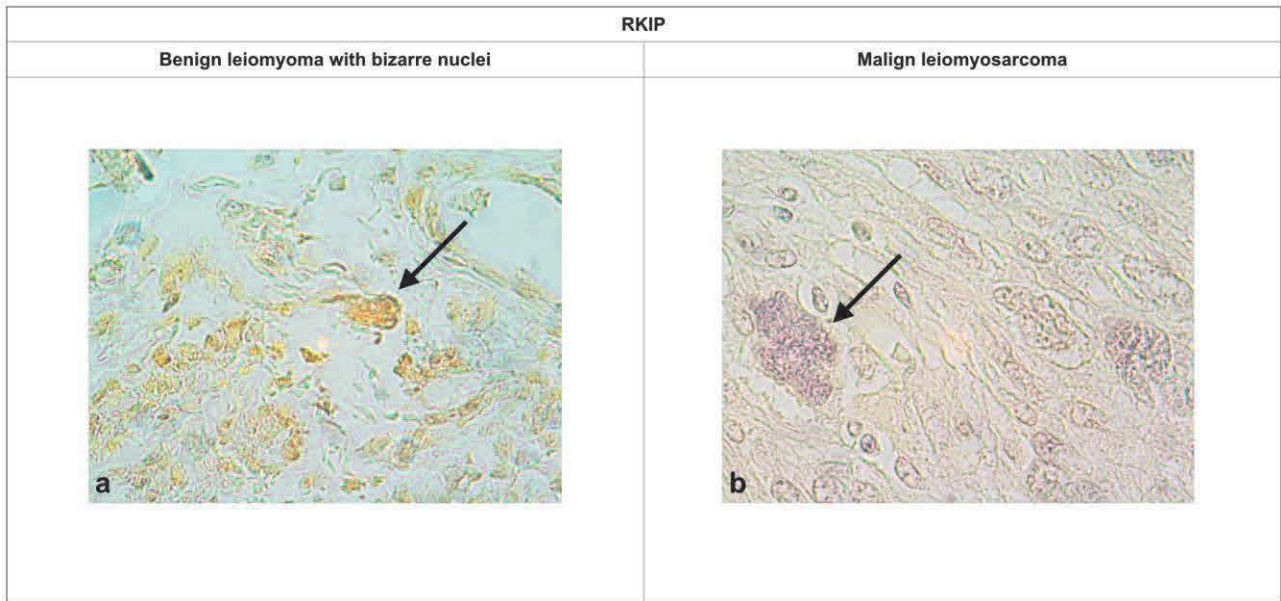 RKIP
Benign leiomyoma with bizarre nuclei
Malign leiomyosarcoma
a
b